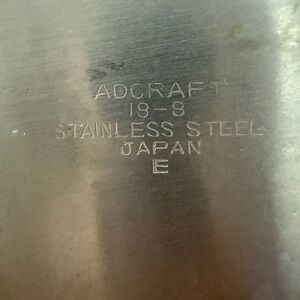 ADCRAFT
18-8
STAINLESS STEEL
JAPAN
E